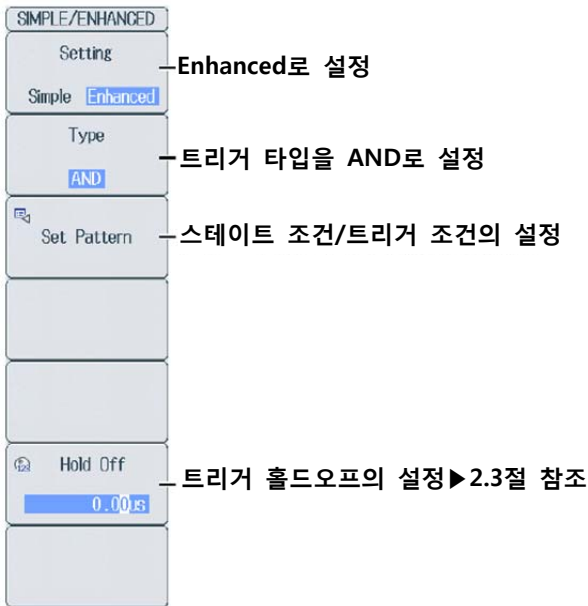 SIMPLE/ENHANCED
Setting
Simple Enhanced
Enhanced로 설정
Type
AND
트리거 타입을 AND로 설정
Set Pattern
스테이트 조건/트리거 조건의 설정
Hold Off
0.00us
트리거 홀드오프의 설정▶2.3절 참조